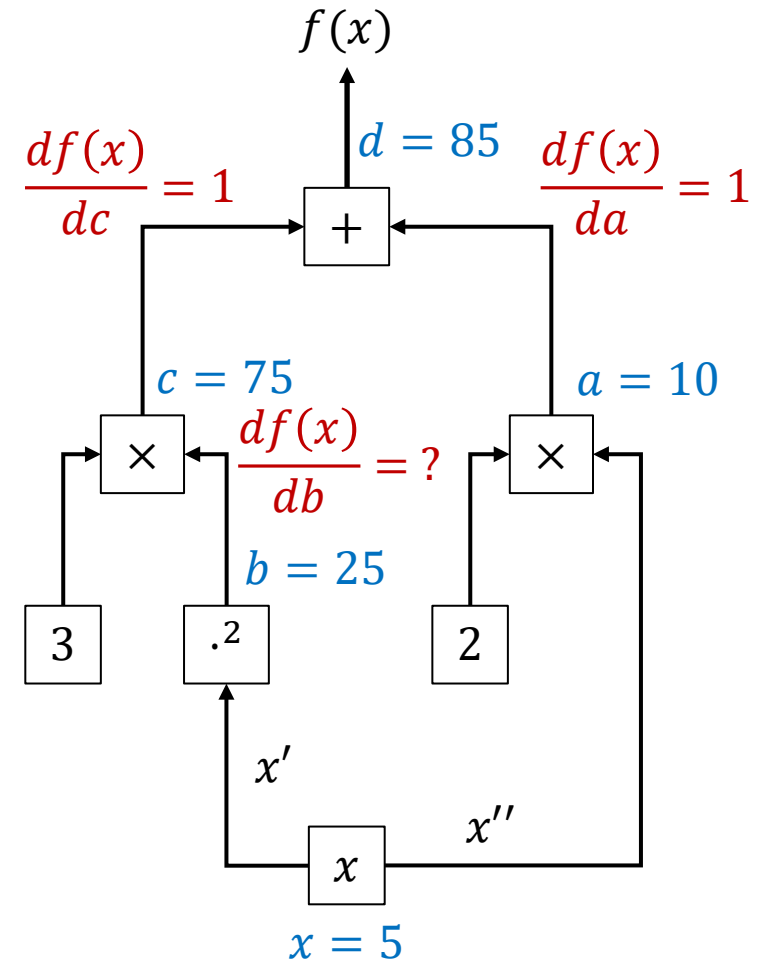 f(x)
d = 85
df(x)/dc = 1
df(x)/da = 1
+
c = 75
a = 10
×
df(x)/db = ?
×
b = 25
3
.²
2
x′
x′′
x
x = 5